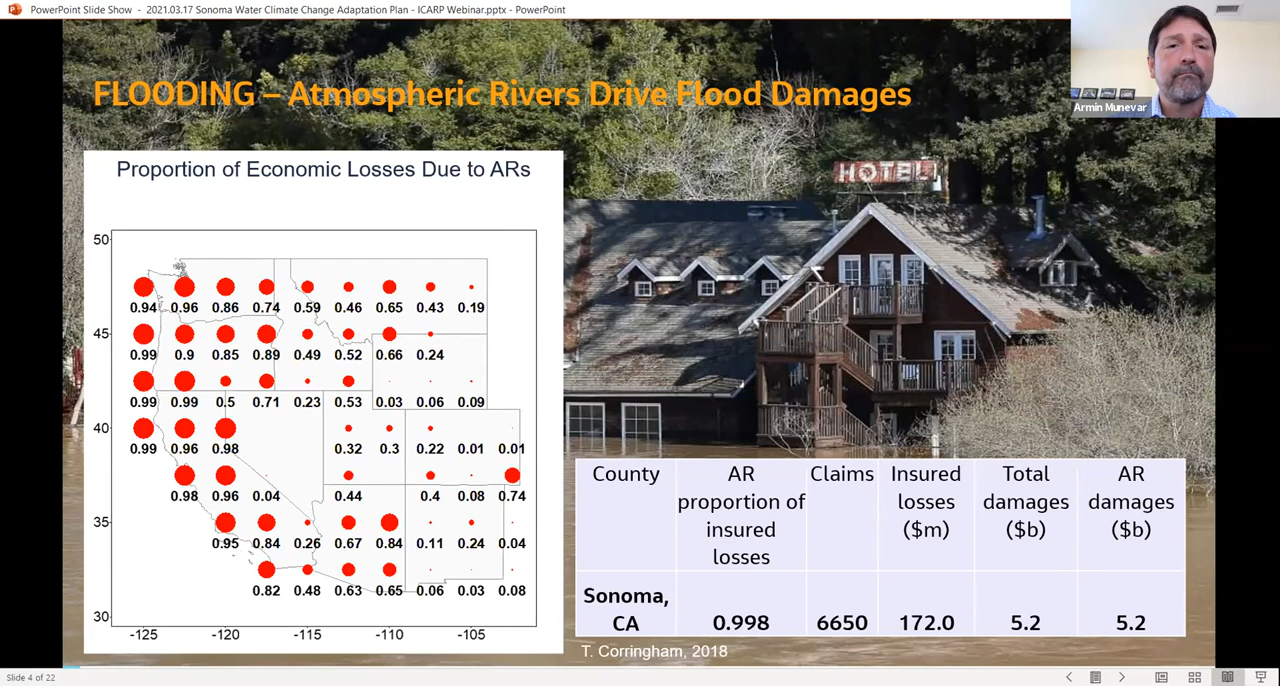 PowerPoint Slide Show - 2021.03.17 Sonoma Water Climate Change Adaptation Plan - ICARP Webinar.pptx - PowerPoint
Armin Munevar
FLOODING – Atmospheric Rivers Drive Flood Damages
Proportion of Economic Losses Due to ARs
50
0.94 0.96 0.86 0.74 0.59 0.46 0.65 0.43 0.19
45
0.99 0.9 0.85 0.89 0.49 0.52 0.66 0.24
0.99 0.99 0.5 0.71 0.23 0.53 0.03 0.06 0.09
40
0.99 0.96 0.98 0.32 0.3 0.22 0.01 0.01
0.98 0.96 0.04 0.44 0.4 0.08 0.74
35
0.95 0.84 0.26 0.67 0.84 0.11 0.24 0.04
0.82 0.48 0.63 0.65 0.06 0.03 0.08
30
-125 -120 -115 -110 -105
HOTEL
County AR Claims Insured Total AR
proportion of losses damages damages
insured ($m) ($b) ($b)
losses
Sonoma,
CA 0.998 6650 172.0 5.2 5.2
T. Corringham, 2018
Slide 4 of 22